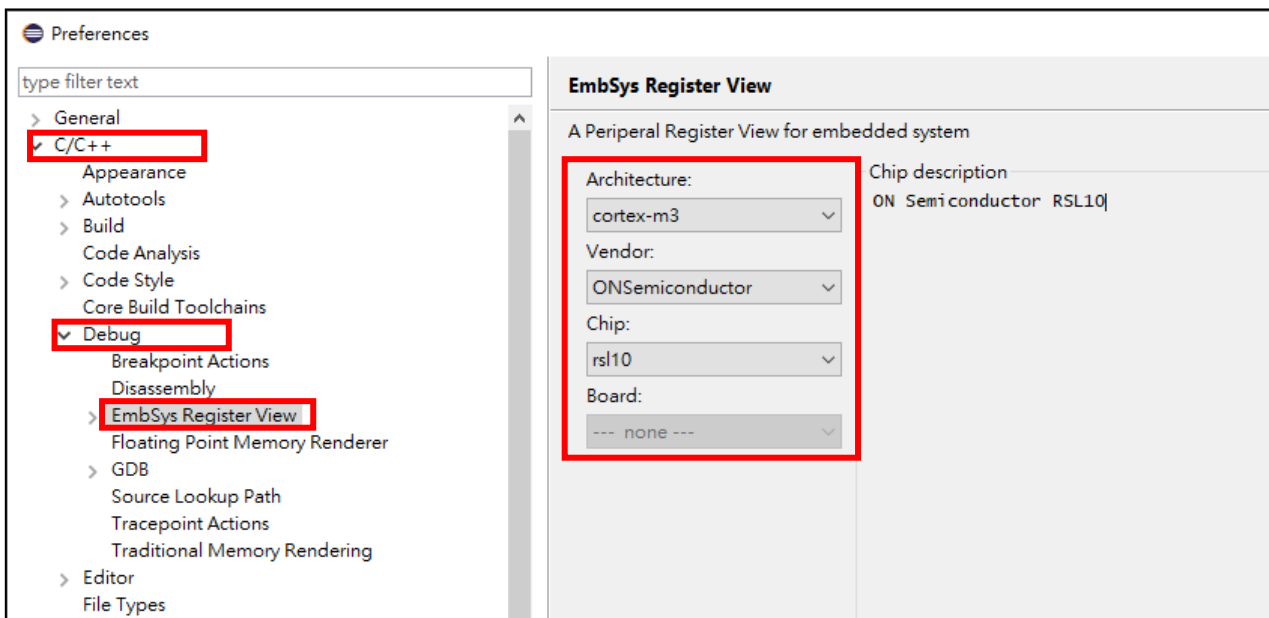 Preferences
type filter text
General
C/C++
Appearance
Autotools
Build
Code Analysis
Code Style
Core Build Toolchains
Debug
Breakpoint Actions
Disassembly
EmbSys Register View
Floating Point Memory Renderer
GDB
Source Lookup Path
Tracepoint Actions
Traditional Memory Rendering
Editor
File Types
EmbSys Register View
A Periperal Register View for embedded system
Architecture:
cortex-m3
Vendor:
ONSemiconductor
Chip:
rsl10
Board:
--- none ---
Chip description
ON Semiconductor RSL10